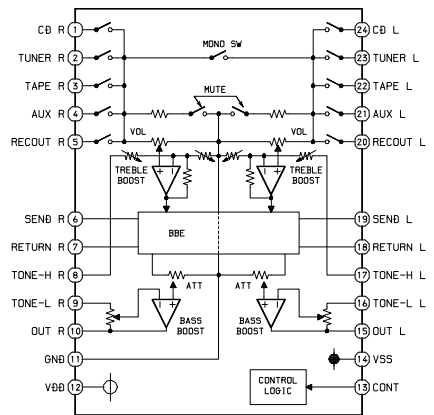 CD R 1 24 CD L
MONO SW
TUNER R 2 23 TUNER L
TAPE R 3 22 TAPE L
MUTE
AUX R 4 21 AUX L
VOL VOL
RECOUT R 5 20 RECOUT L
TREBLE BOOST TREBLE BOOST
SEND R 6 19 SEND L
BBE
RETURN R 7 18 RETURN L
TONE-H R 8 17 TONE-H L
ATT ATT
TONE-L R 9 16 TONE-L L
BASS BOOST BASS BOOST
OUT R 10 15 OUT L
GND 11 14 VSS
VDD 12 CONTROL LOGIC 13 CONT